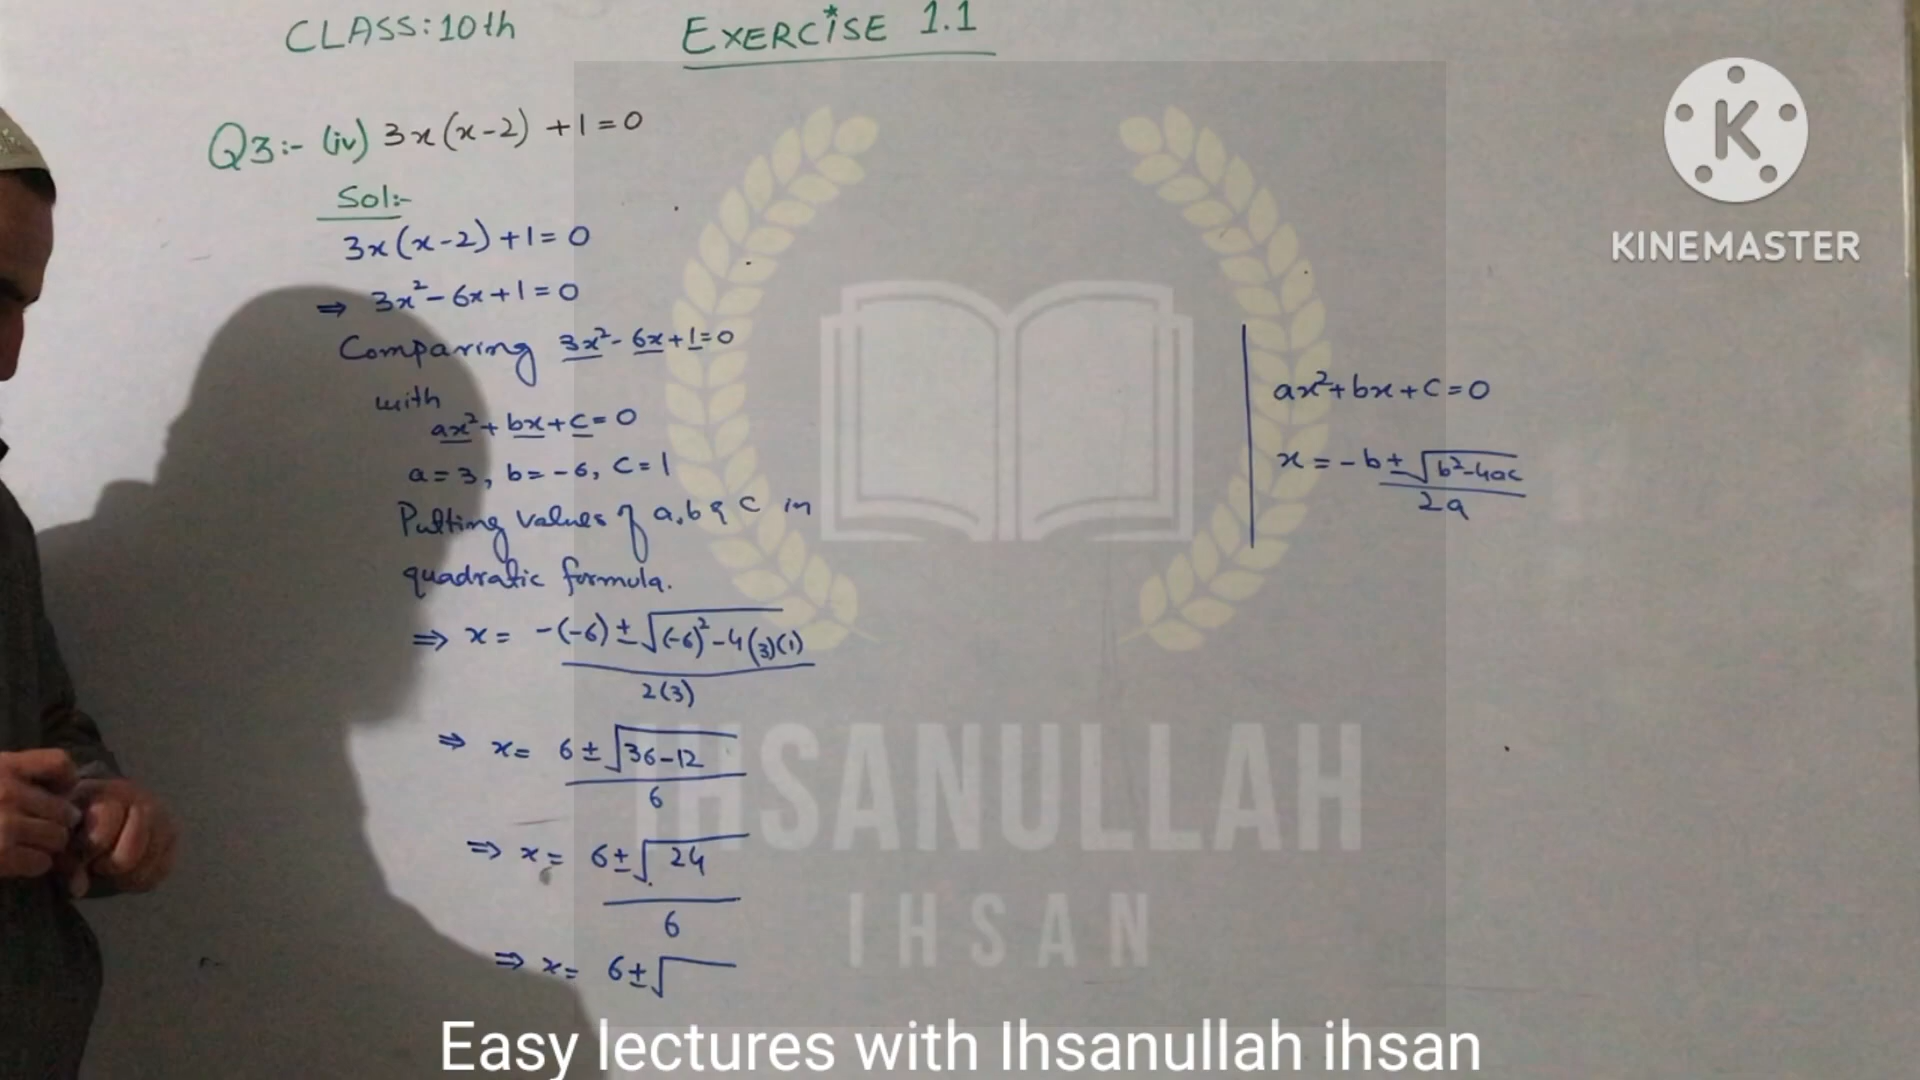 CLASS: 10th EXERCISE 1.1
Q3:- (iv) 3x(x-2) +1=0
Sol:-
3x(x-2)+1=0
⇒ 3x²-6x+1=0
Comparing 3x²-6x+1=0
with
ax²+bx+c=0
a=3, b=-6, c=1
Putting values of a,b & c in
quadratic formula.
⇒ x= -(-6)±√(-6)²-4(3)(1)
2(3)
⇒ x= 6±√36-12
6
⇒ x= 6±√24
6
⇒ x= 6±√
ax²+bx+c=0
x=-b±√b²-4ac
2a
K
KINEMASTER
IHSANULLAH
IHSAN
Easy lectures with Ihsanullah ihsan